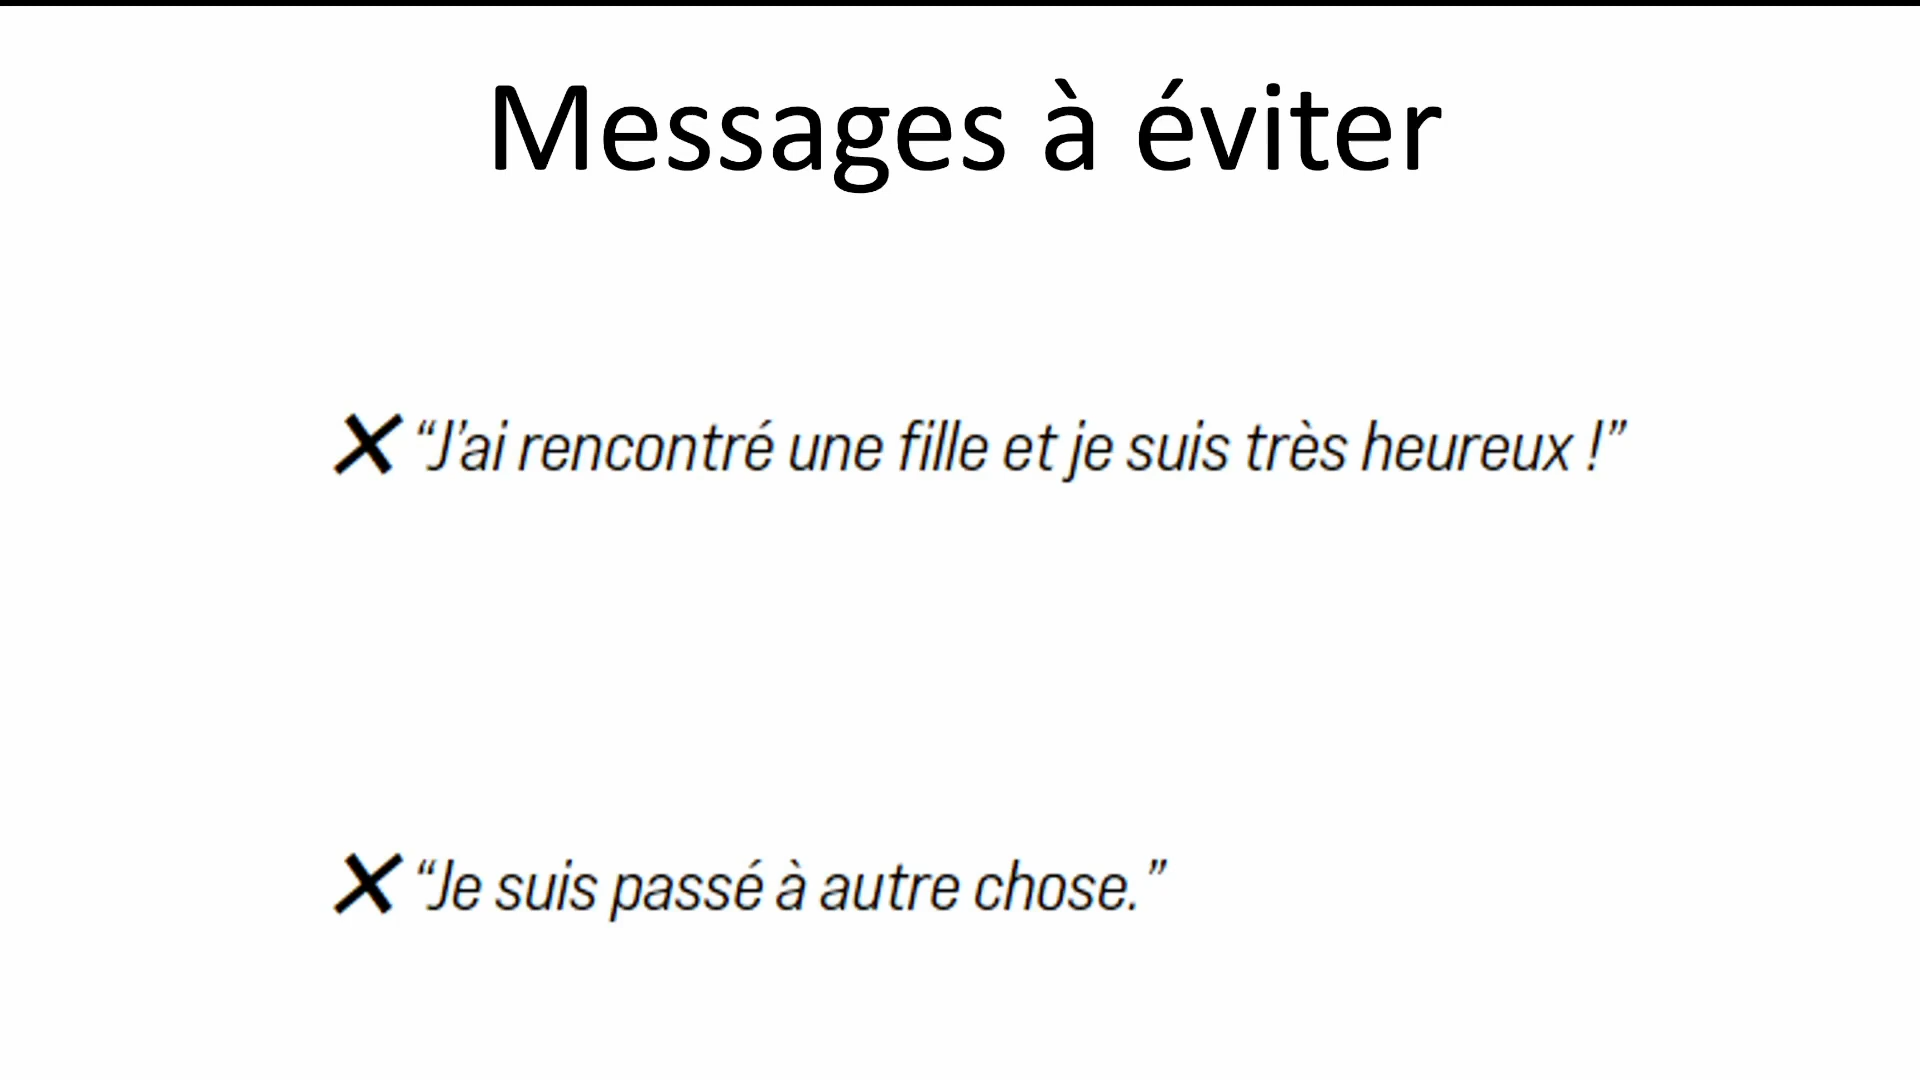 Messages à éviter
❌ “J’ai rencontré une fille et je suis très heureux !”
❌ “Je suis passé à autre chose.”